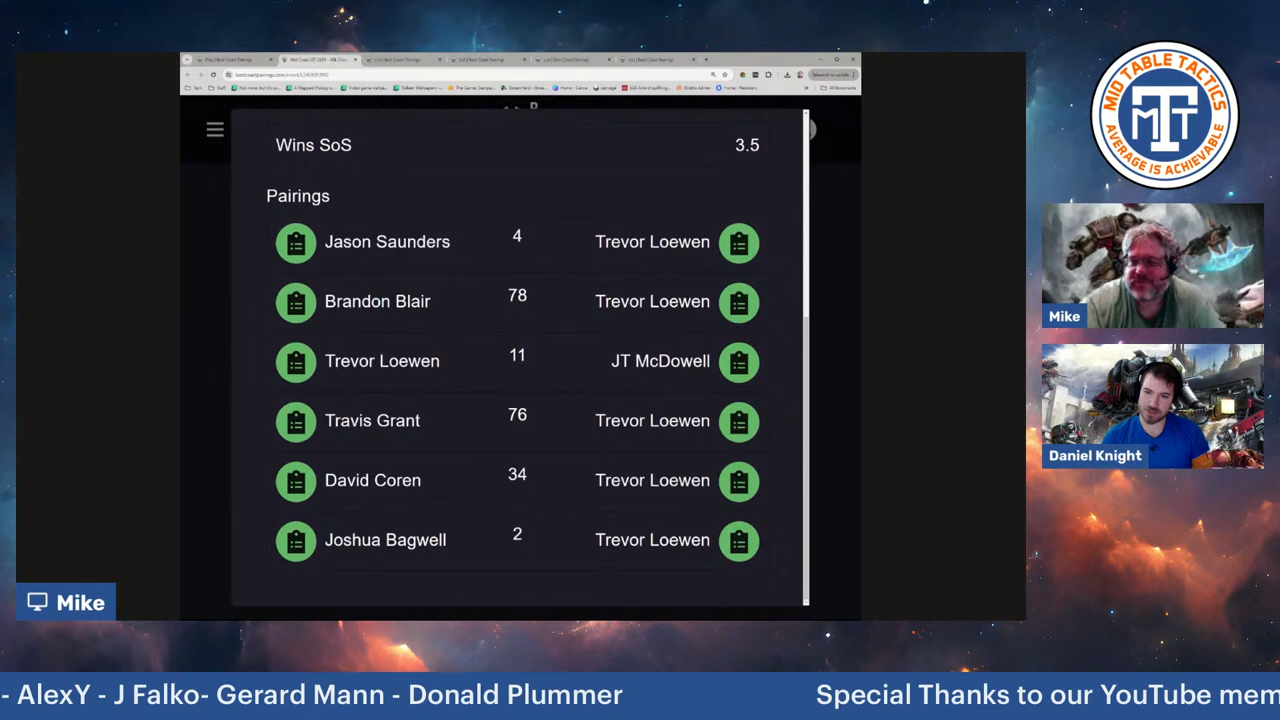 MID TABLE TACTICS
MTT
AVERAGE IS ACHIEVABLE
Wins SoS 3.5
Pairings
Jason Saunders 4 Trevor Loewen
Brandon Blair 78 Trevor Loewen
Trevor Loewen 11 JT McDowell
Travis Grant 76 Trevor Loewen
David Coren 34 Trevor Loewen
Joshua Bagwell 2 Trevor Loewen
Mike
Daniel Knight
Mike
- AlexY - J Falko- Gerard Mann - Donald Plummer Special Thanks to our YouTube mem